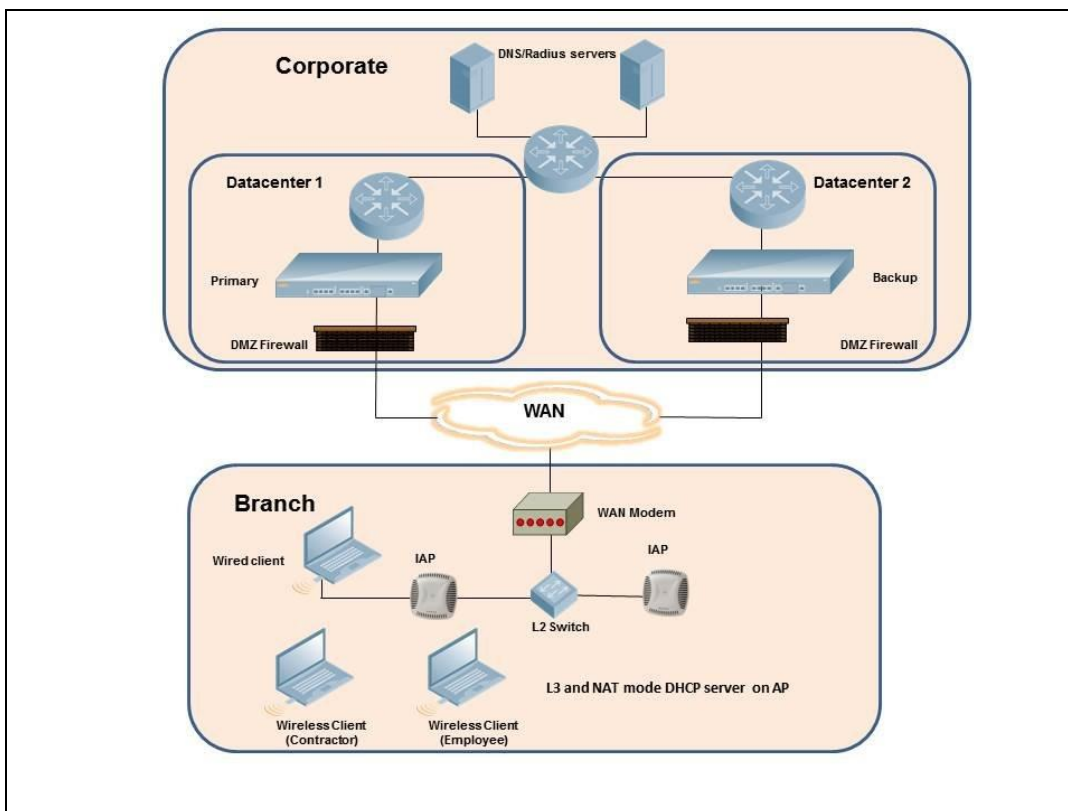 DNS/Radius servers
Corporate
Datacenter 1
Datacenter 2
Primary
Backup
DMZ Firewall
DMZ Firewall
WAN
Branch
WAN Modem
Wired client
IAP
IAP
L2 Switch
L3 and NAT mode DHCP server on AP
Wireless Client
(Contractor)
Wireless Client
(Employee)